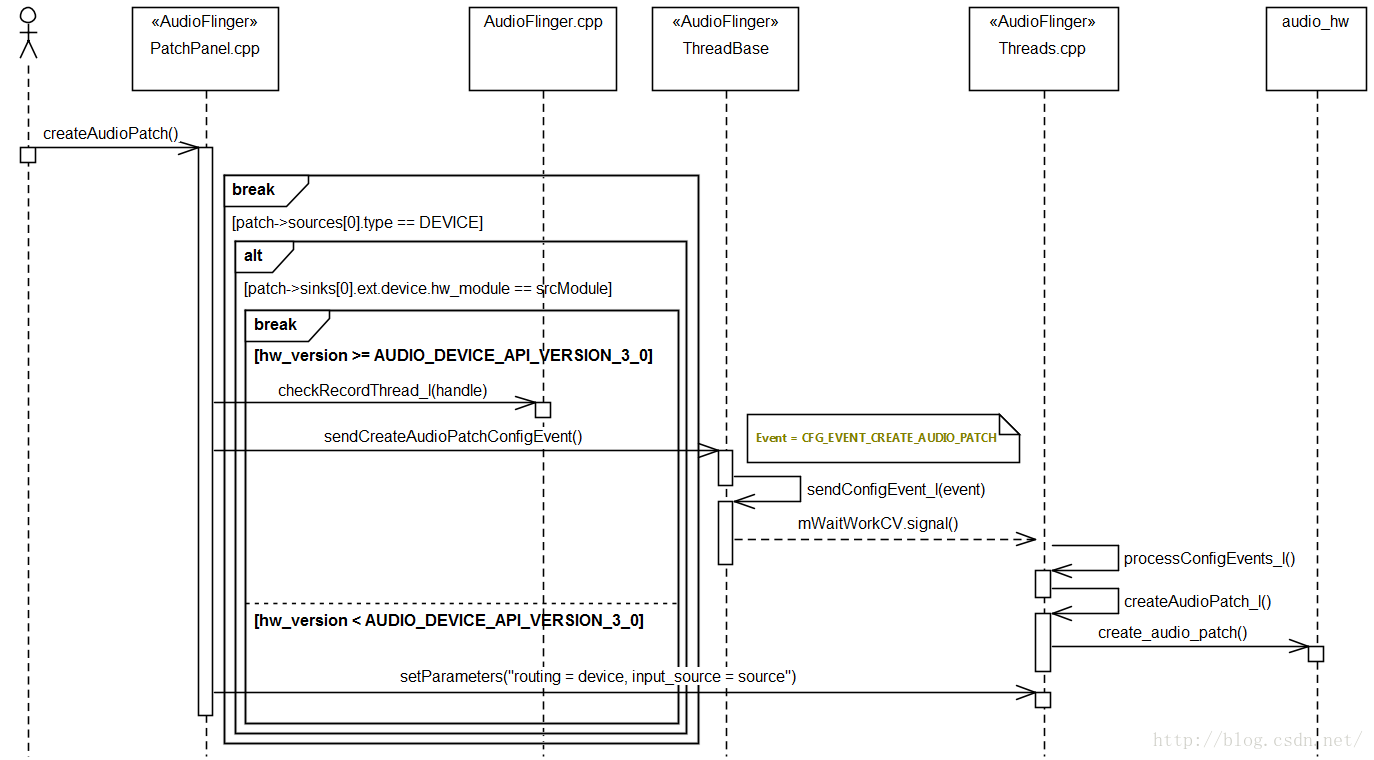 «AudioFlinger»
PatchPanel.cpp
AudioFlinger.cpp
«AudioFlinger»
ThreadBase
«AudioFlinger»
Threads.cpp
audio_hw
createAudioPatch()
break
[patch->sources[0].type == DEVICE]
alt
[patch->sinks[0].ext.device.hw_module == srcModule]
break
[hw_version >= AUDIO_DEVICE_API_VERSION_3_0]
checkRecordThread_l(handle)
sendCreateAudioPatchConfigEvent()
Event = CFG_EVENT_CREATE_AUDIO_PATCH
sendConfigEvent_l(event)
mWaitWorkCV.signal()
processConfigEvents_l()
createAudioPatch_l()
[hw_version < AUDIO_DEVICE_API_VERSION_3_0]
create_audio_patch()
setParameters("routing = device, input_source = source")
http://blog.csdn.net/